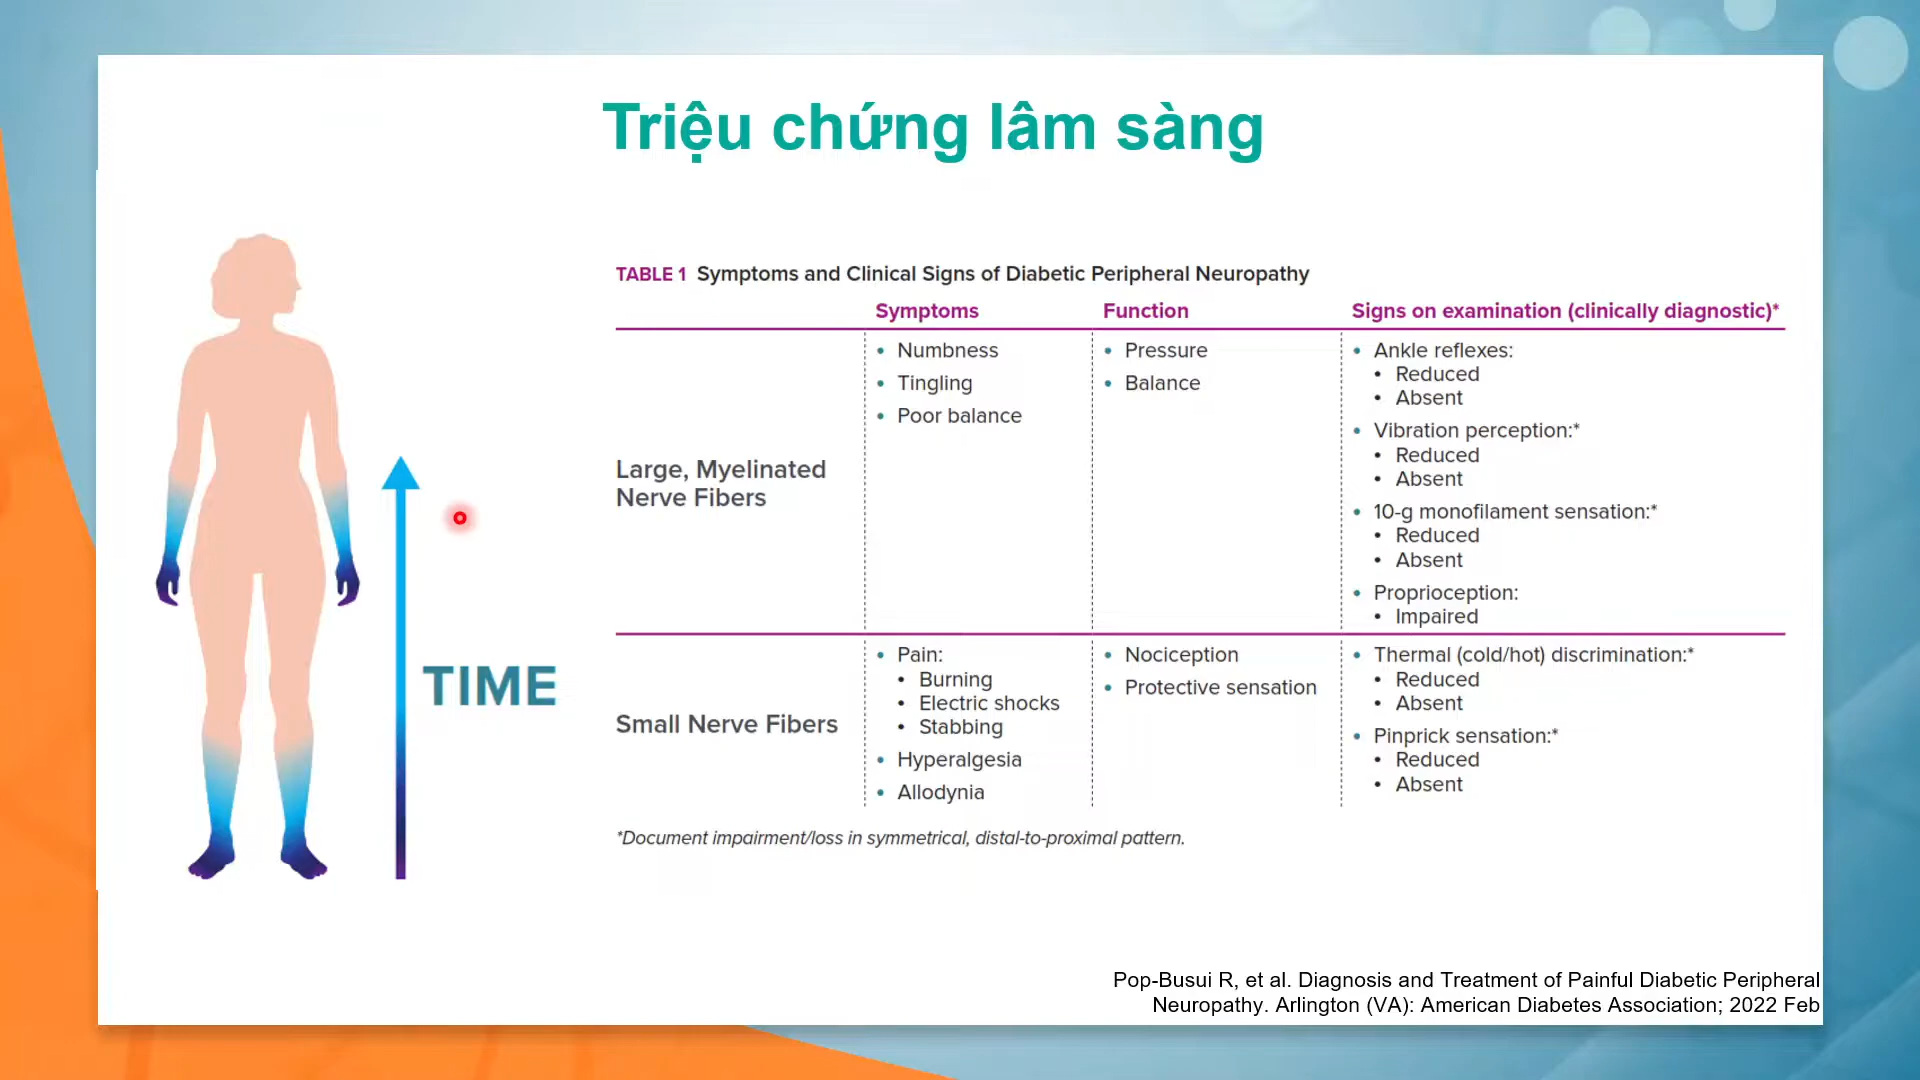 Triệu chứng lâm sàng
TIME
TABLE 1 Symptoms and Clinical Signs of Diabetic Peripheral Neuropathy
Symptoms
Function
Signs on examination (clinically diagnostic)*
Large, Myelinated
Nerve Fibers
• Numbness
• Tingling
• Poor balance
• Pressure
• Balance
• Ankle reflexes:
• Reduced
• Absent
• Vibration perception:*
• Reduced
• Absent
• 10-g monofilament sensation:*
• Reduced
• Absent
• Proprioception:
• Impaired
Small Nerve Fibers
• Pain:
• Burning
• Electric shocks
• Stabbing
• Hyperalgesia
• Allodynia
• Nociception
• Protective sensation
• Thermal (cold/hot) discrimination:*
• Reduced
• Absent
• Pinprick sensation:*
• Reduced
• Absent
*Document impairment/loss in symmetrical, distal-to-proximal pattern.
Pop-Busui R, et al. Diagnosis and Treatment of Painful Diabetic Peripheral
Neuropathy. Arlington (VA): American Diabetes Association; 2022 Feb